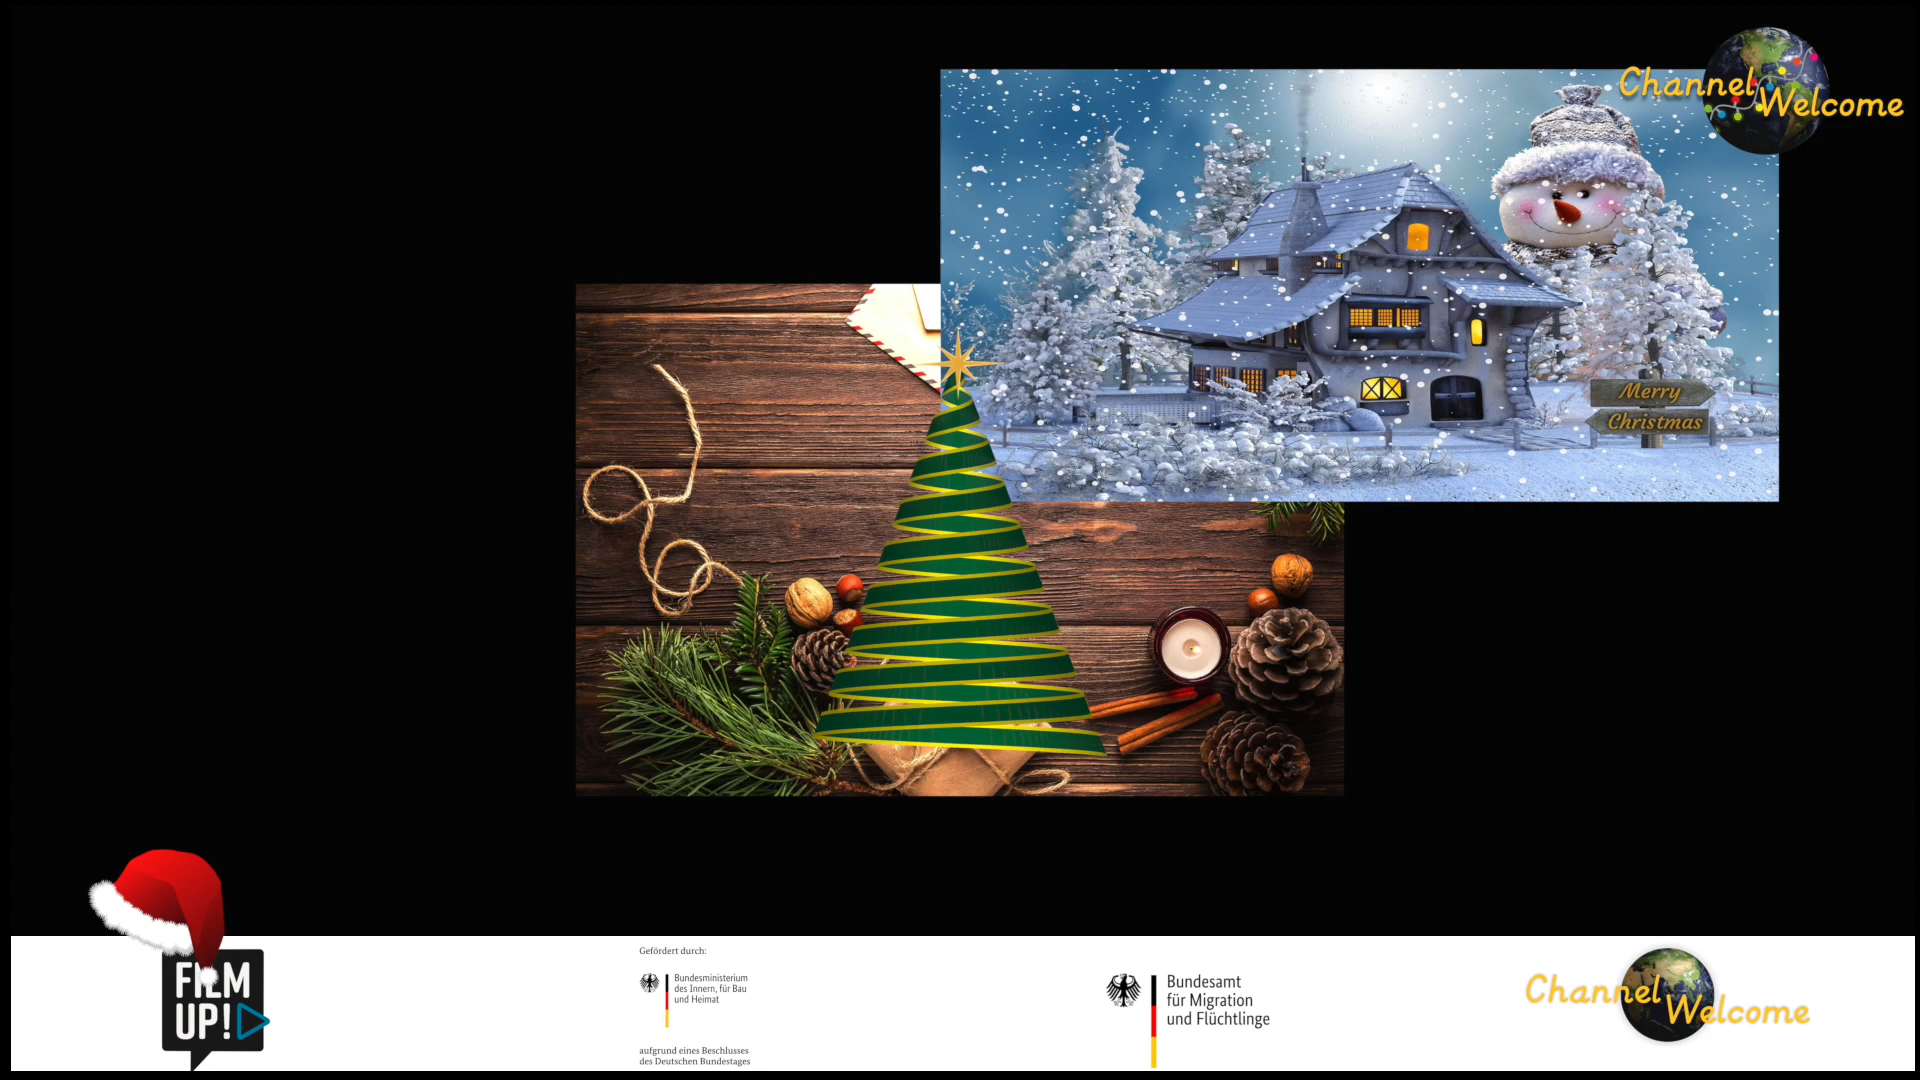 Channel
Welcome
Merry
Christmas
FILM
UP!
Gefördert durch:
Bundesministerium
des Innern, für Bau
und Heimat
aufgrund eines Beschlusses
des Deutschen Bundestages
Bundesamt
für Migration
und Flüchtlinge
Channel
Welcome